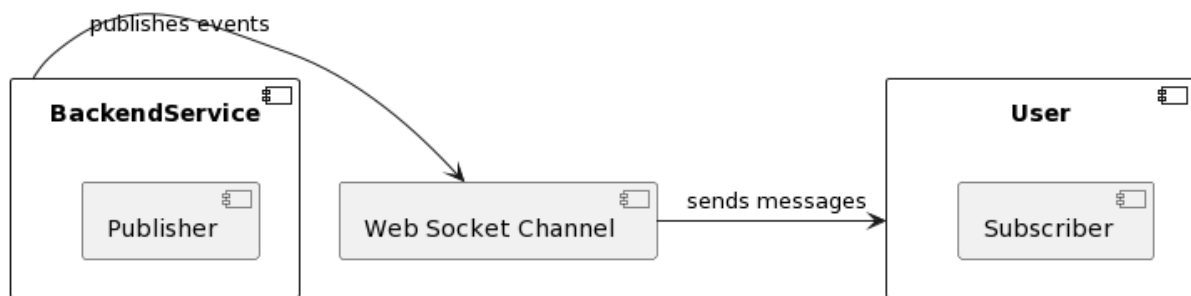 publishes events
BackendService
User
Publisher
Web Socket Channel
sends messages
Subscriber